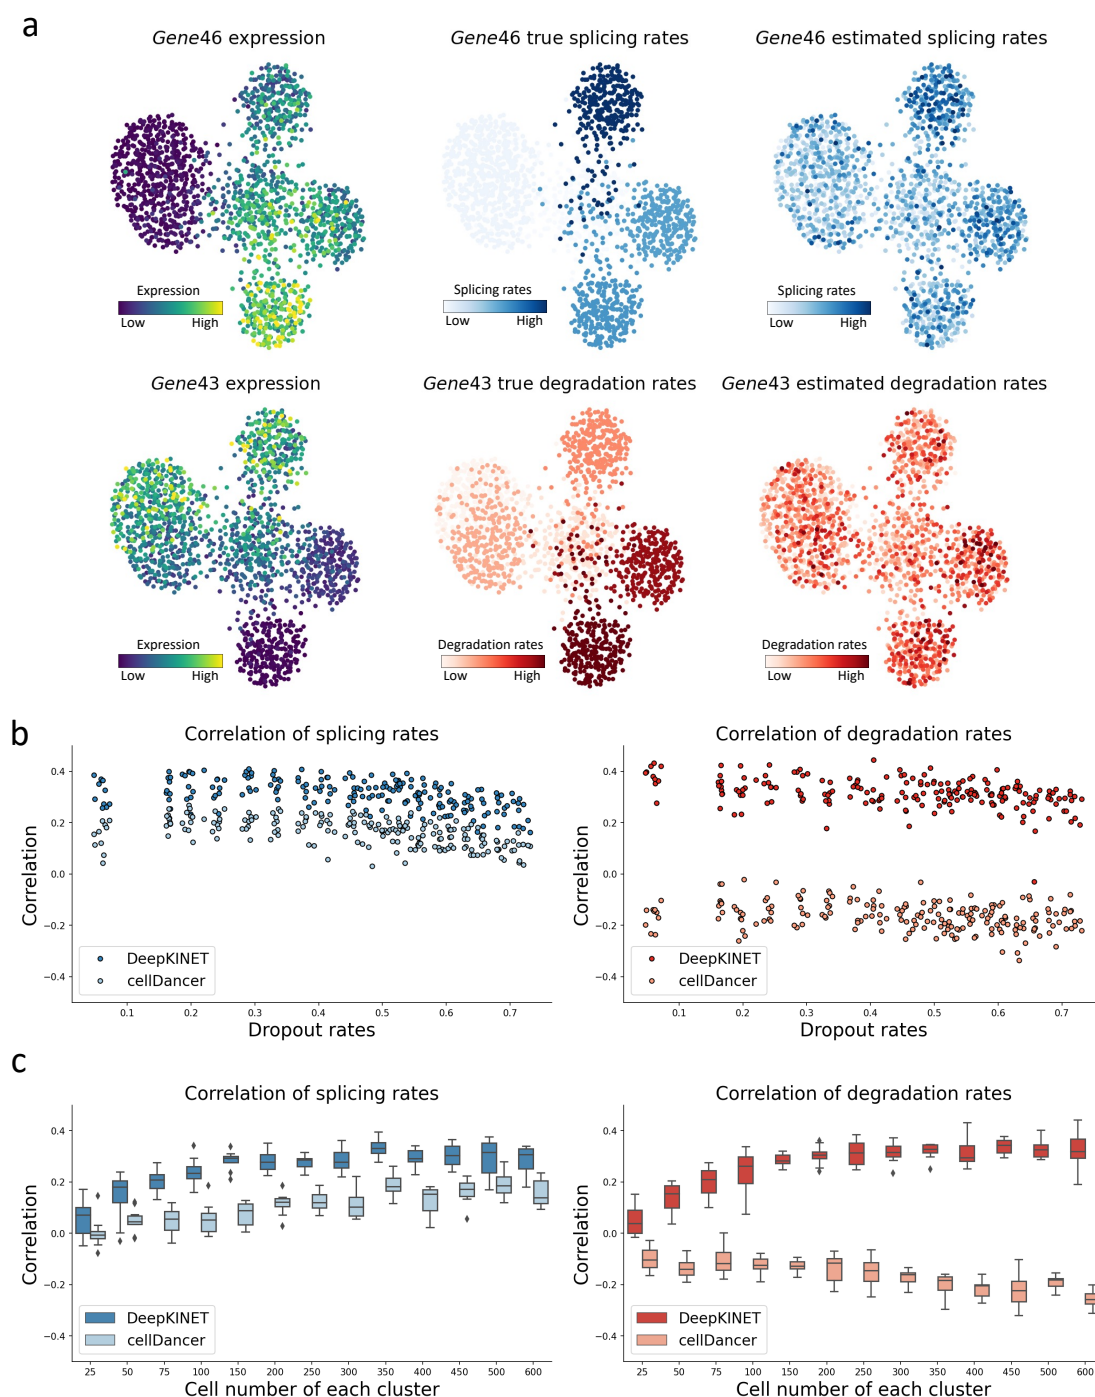 a
Gene46 expression
Gene46 true splicing rates
Gene46 estimated splicing rates
Expression
Low High
Splicing rates
Low High
Splicing rates
Low High
Gene43 expression
Gene43 true degradation rates
Gene43 estimated degradation rates
Expression
Low High
Degradation rates
Low High
Degradation rates
Low High
b
Correlation of splicing rates
Correlation
0.4
0.2
0.0
−0.2
−0.4
DeepKINET
cellDancer
0.1 0.2 0.3 0.4 0.5 0.6 0.7
Dropout rates
Correlation of degradation rates
Correlation
0.4
0.2
0.0
−0.2
−0.4
DeepKINET
cellDancer
0.1 0.2 0.3 0.4 0.5 0.6 0.7
Dropout rates
c
Correlation of splicing rates
Correlation
0.4
0.2
0.0
−0.2
−0.4
DeepKINET
cellDancer
25 50 75 100 150 200 250 300 350 400 450 500 600
Cell number of each cluster
Correlation of degradation rates
Correlation
0.4
0.2
0.0
−0.2
−0.4
DeepKINET
cellDancer
25 50 75 100 150 200 250 300 350 400 450 500 600
Cell number of each cluster